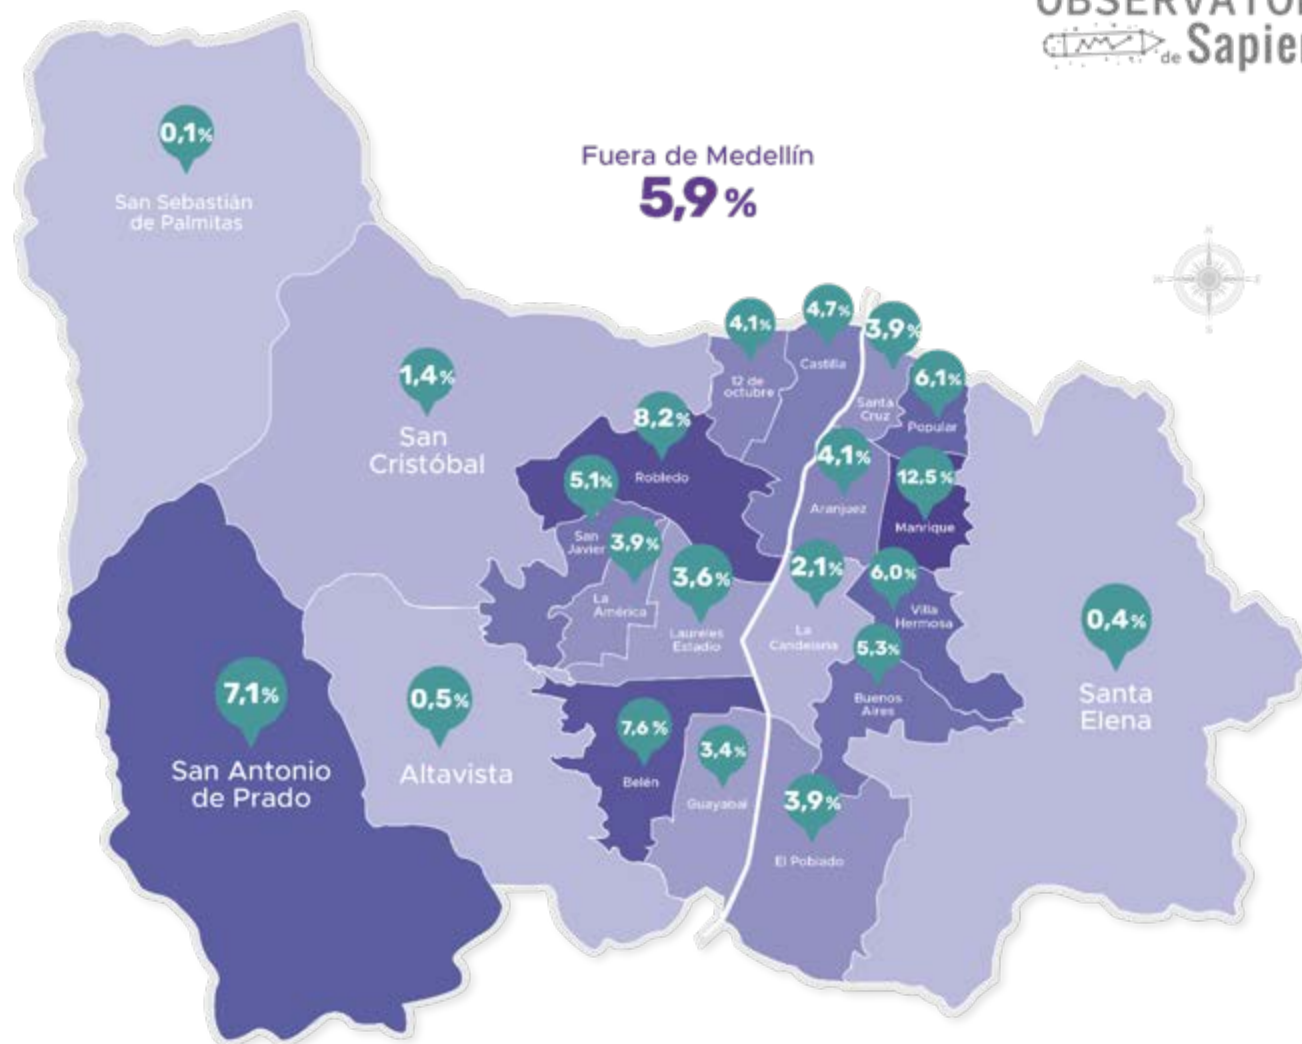 de Sapie
0,1%
San Sebastián
de Palmitas
Fuera de Medellín
5,9%
N
W
E
S
4,1%
12 de
octubre
4,7%
Castilla
3,9%
Santa
Cruz
6,1%
Popular
1,4%
San
Cristóbal
8,2%
Robledo
4,1%
Aranjuez
12,5%
Manrique
5,1%
San
Javier
3,9%
La
América
3,6%
Laureles
Estadio
2,1%
La
Candelaria
6,0%
Villa
Hermosa
5,3%
Buenos
Aires
0,4%
Santa
Elena
7,1%
San Antonio
de Prado
0,5%
Altavista
7,6%
Belén
3,4%
Guayabal
3,9%
El Poblado